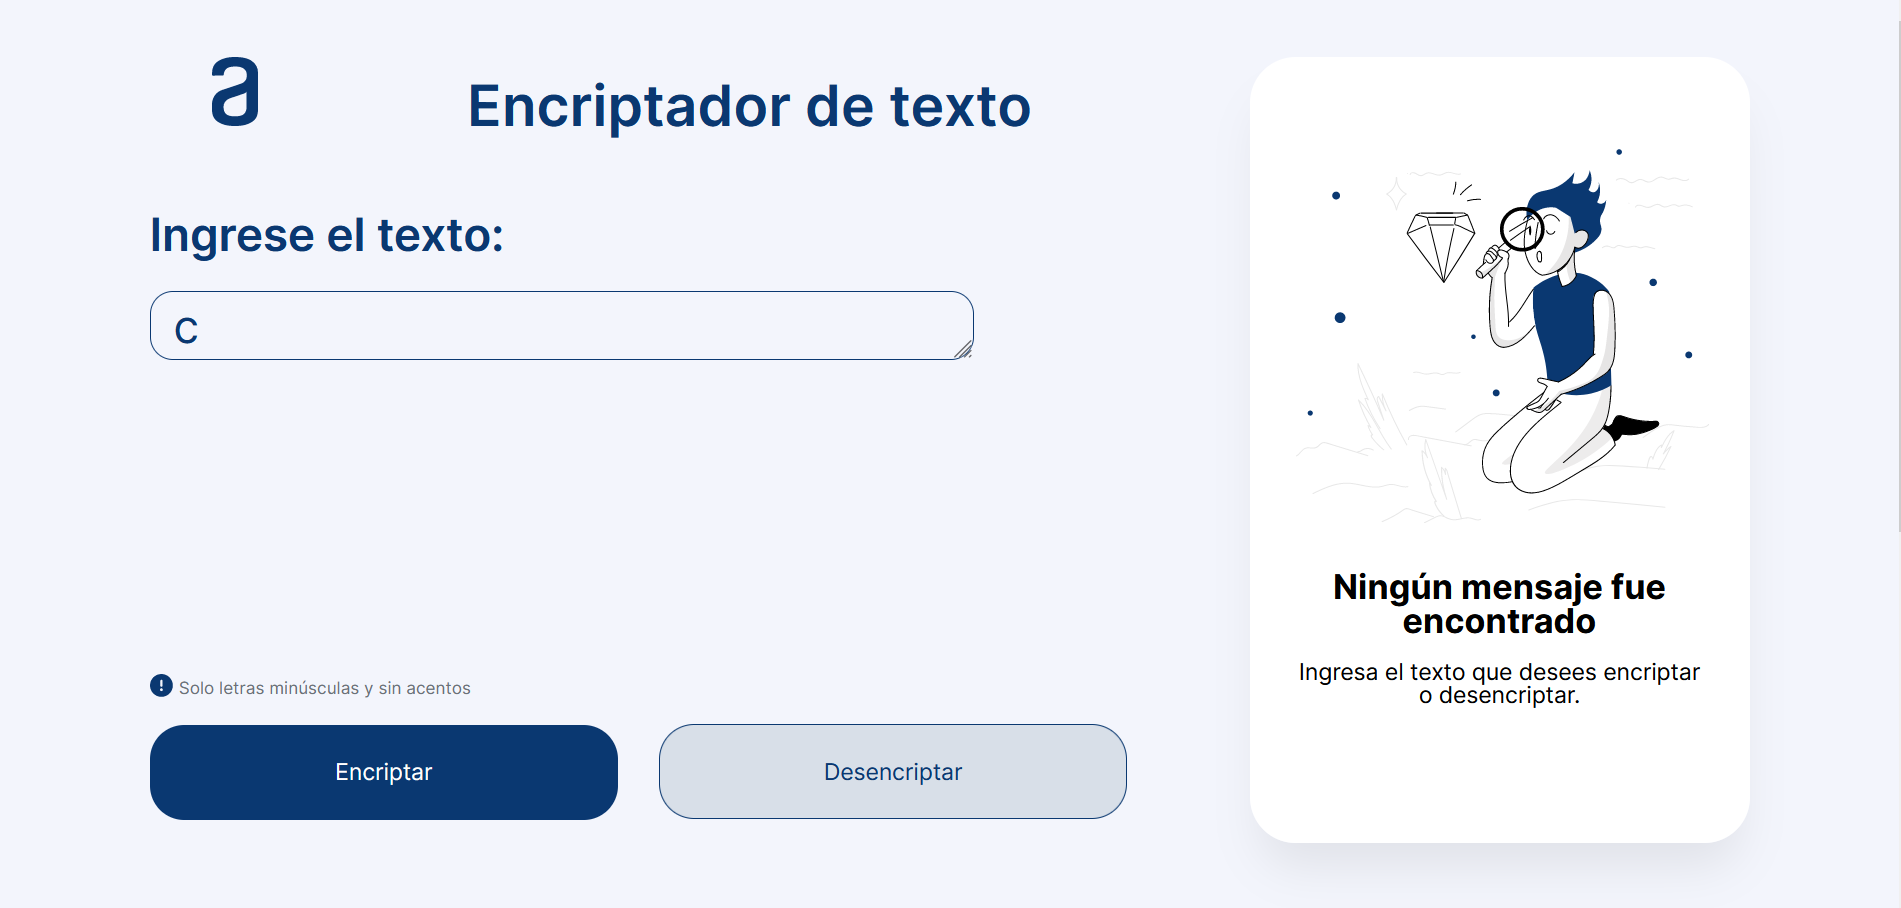 a
Encriptador de texto
Ingrese el texto:
C
Solo letras minúsculas y sin acentos
Encriptar
Desencriptar
Ningún mensaje fue
encontrado
Ingresa el texto que desees encriptar
o desencriptar.